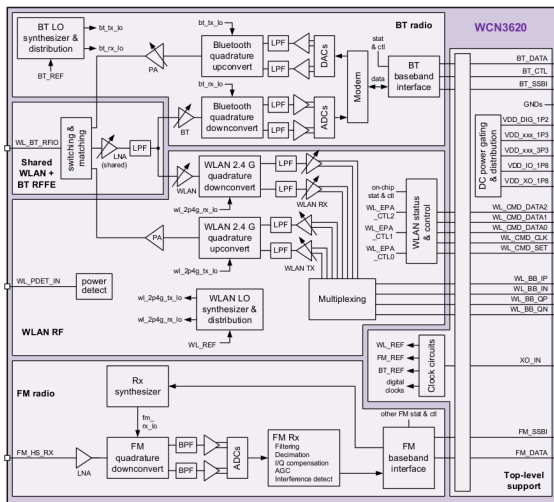 BT LO
synthesizer &
distribution
bt_tx_lo
bt_rx_lo
BT_REF
PA
bt_tx_lo
Bluetooth
quadrature
upconvert
LPF
LPF
DACs
bt_rx_lo
Bluetooth
quadrature
downconvert
LPF
LPF
ADCs
Modem
data
stat
& ctl
BT radio
BT
baseband
interface
WCN3620
BT_DATA
BT_CTL
BT_SSBI
GNDs
VDD_DIG_1P2
VDD_xxx_1P3
VDD_xxx_3P3
VDD_IO_1P8
VDD_XO_1P8
DC power gating
& distribution
WL_BT_RFIO
switching &
matching
LNA
(shared)
LPF
Shared
WLAN +
BT RFFE
BT
WLAN
WLAN 2.4 G
quadrature
downconvert
LPF
LPF
WLAN RX
wl_2p4g_rx_lo
WLAN 2.4 G
quadrature
upconvert
LPF
LPF
WLAN TX
PA
wl_2p4g_tx_lo
on-chip
stat & ctl
WL_EPA
_CTL2
WL_EPA
_CTL1
WL_EPA
_CTL0
WLAN status
& control
WL_CMD_DATA2
WL_CMD_DATA1
WL_CMD_DATA0
WL_CMD_CLK
WL_CMD_SET
WL_PDET_IN
power
detect
wl_2p4g_tx_lo
wl_2p4g_rx_lo
WLAN LO
synthesizer &
distribution
WL_REF
Multiplexing
WL_BB_IP
WL_BB_IN
WL_BB_QP
WL_BB_QN
WLAN RF
WL_REF
FM_REF
BT_REF
digital
clocks
Clock circuits
XO_IN
FM radio
Rx
synthesizer
fm_
rx_lo
FM_HS_RX
LNA
FM
quadrature
downconvert
BPF
BPF
ADCs
FM Rx
Filtering
Decimation
I/Q compensation
AGC
Interference detect
other FM stat & ctl
FM
baseband
interface
FM_SSBI
FM_DATA
Top-level
support